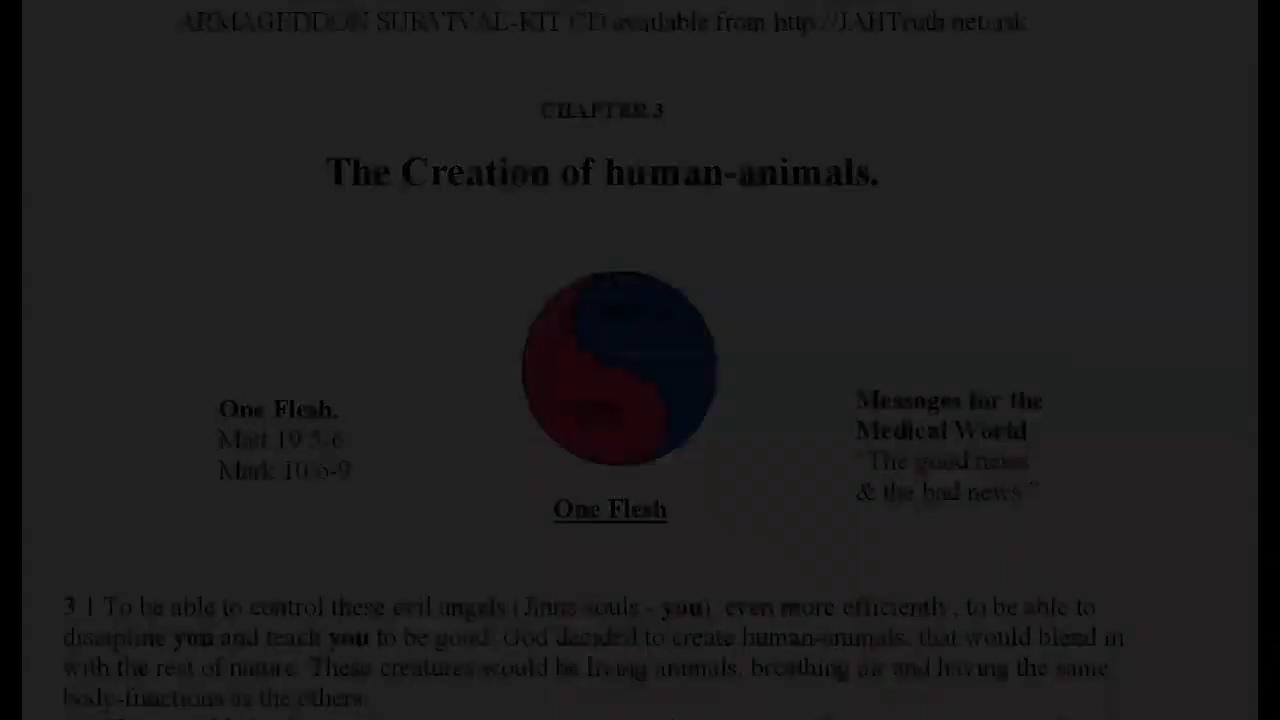 ARMAGEDDON SURVIVAL-KIT CD available from http://JAHTruth.net/ask
CHAPTER 3
The Creation of human-animals.
One Flesh.
Matt 19:5-6
Mark 10:6-9
Messages for the
Medical World
"The good news
& the bad news."
One Flesh
3:1 To be able to control these evil angels (Jinns/souls - you), even more efficiently, to be able to
discipline you and teach you to be good, God decided to create human-animals, that would blend in
with the rest of nature. These creatures would be living animals, breathing air and having the same
body-functions as the others.